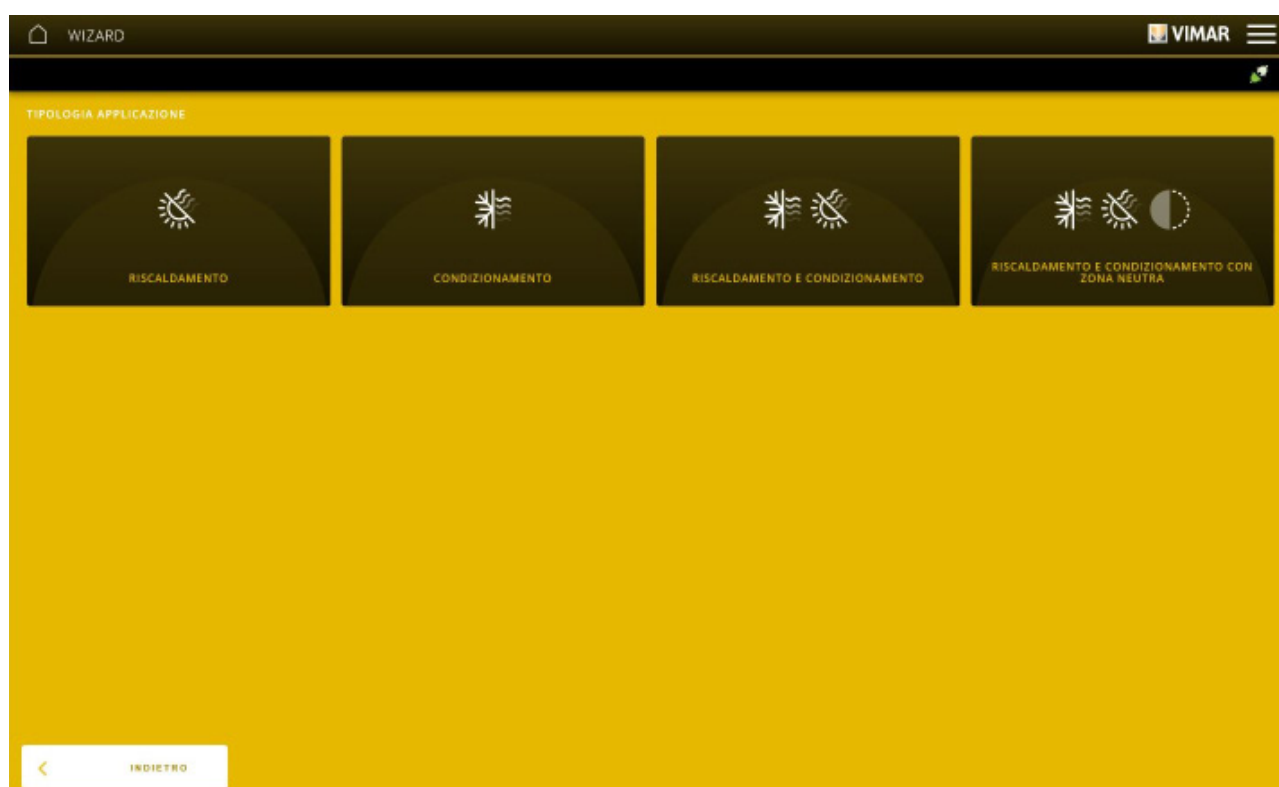 WIZARD
VIMAR
TIPOLOGIA APPLICAZIONE
RISCALDAMENTO
CONDIZIONAMENTO
RISCALDAMENTO E CONDIZIONAMENTO
RISCALDAMENTO E CONDIZIONAMENTO CON
ZONA NEUTRA
INDIETRO